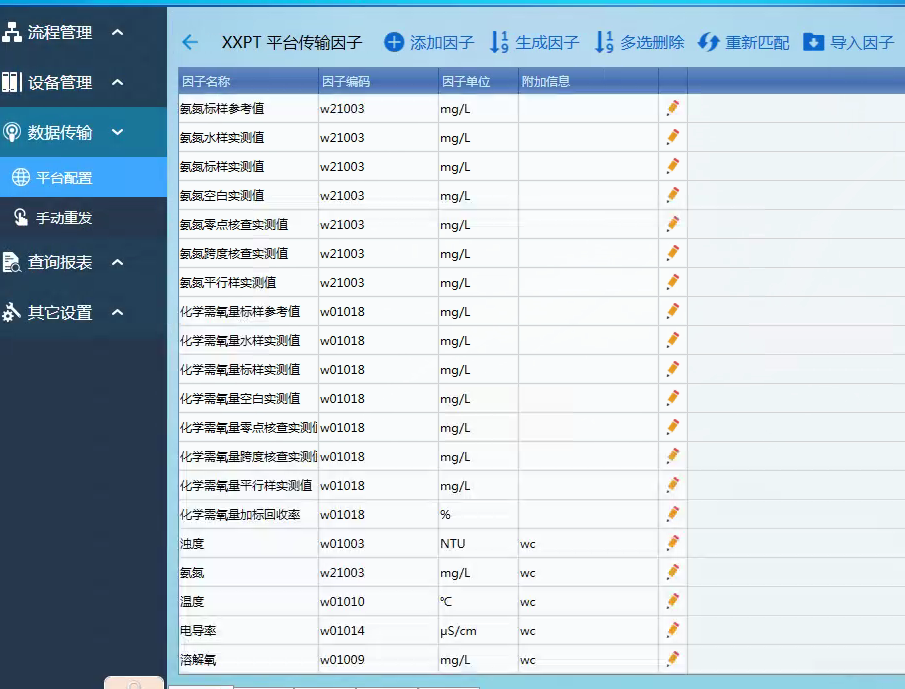 流程管理
设备管理
数据传输
平台配置
手动重发
查询报表
其它设置
XXPT 平台传输因子 添加因子 生成因子 多选删除 重新匹配 导入因子
因子名称 因子编码 因子单位 附加信息
氨氮标样参考值 w21003 mg/L
氨氮水样实测值 w21003 mg/L
氨氮标样实测值 w21003 mg/L
氨氮空白实测值 w21003 mg/L
氨氮零点核查实测值 w21003 mg/L
氨氮跨度核查实测值 w21003 mg/L
氨氮平行样实测值 w21003 mg/L
化学需氧量标样参考值 w01018 mg/L
化学需氧量水样实测值 w01018 mg/L
化学需氧量标样实测值 w01018 mg/L
化学需氧量空白实测值 w01018 mg/L
化学需氧量零点核查实测 w01018 mg/L
化学需氧量跨度核查实测 w01018 mg/L
化学需氧量平行样实测值 w01018 mg/L
化学需氧量加标回收率 w01018 %
浊度 w01003 NTU wc
氨氮 w21003 mg/L wc
温度 w01010 ℃ wc
电导率 w01014 μS/cm wc
溶解氧 w01009 mg/L wc